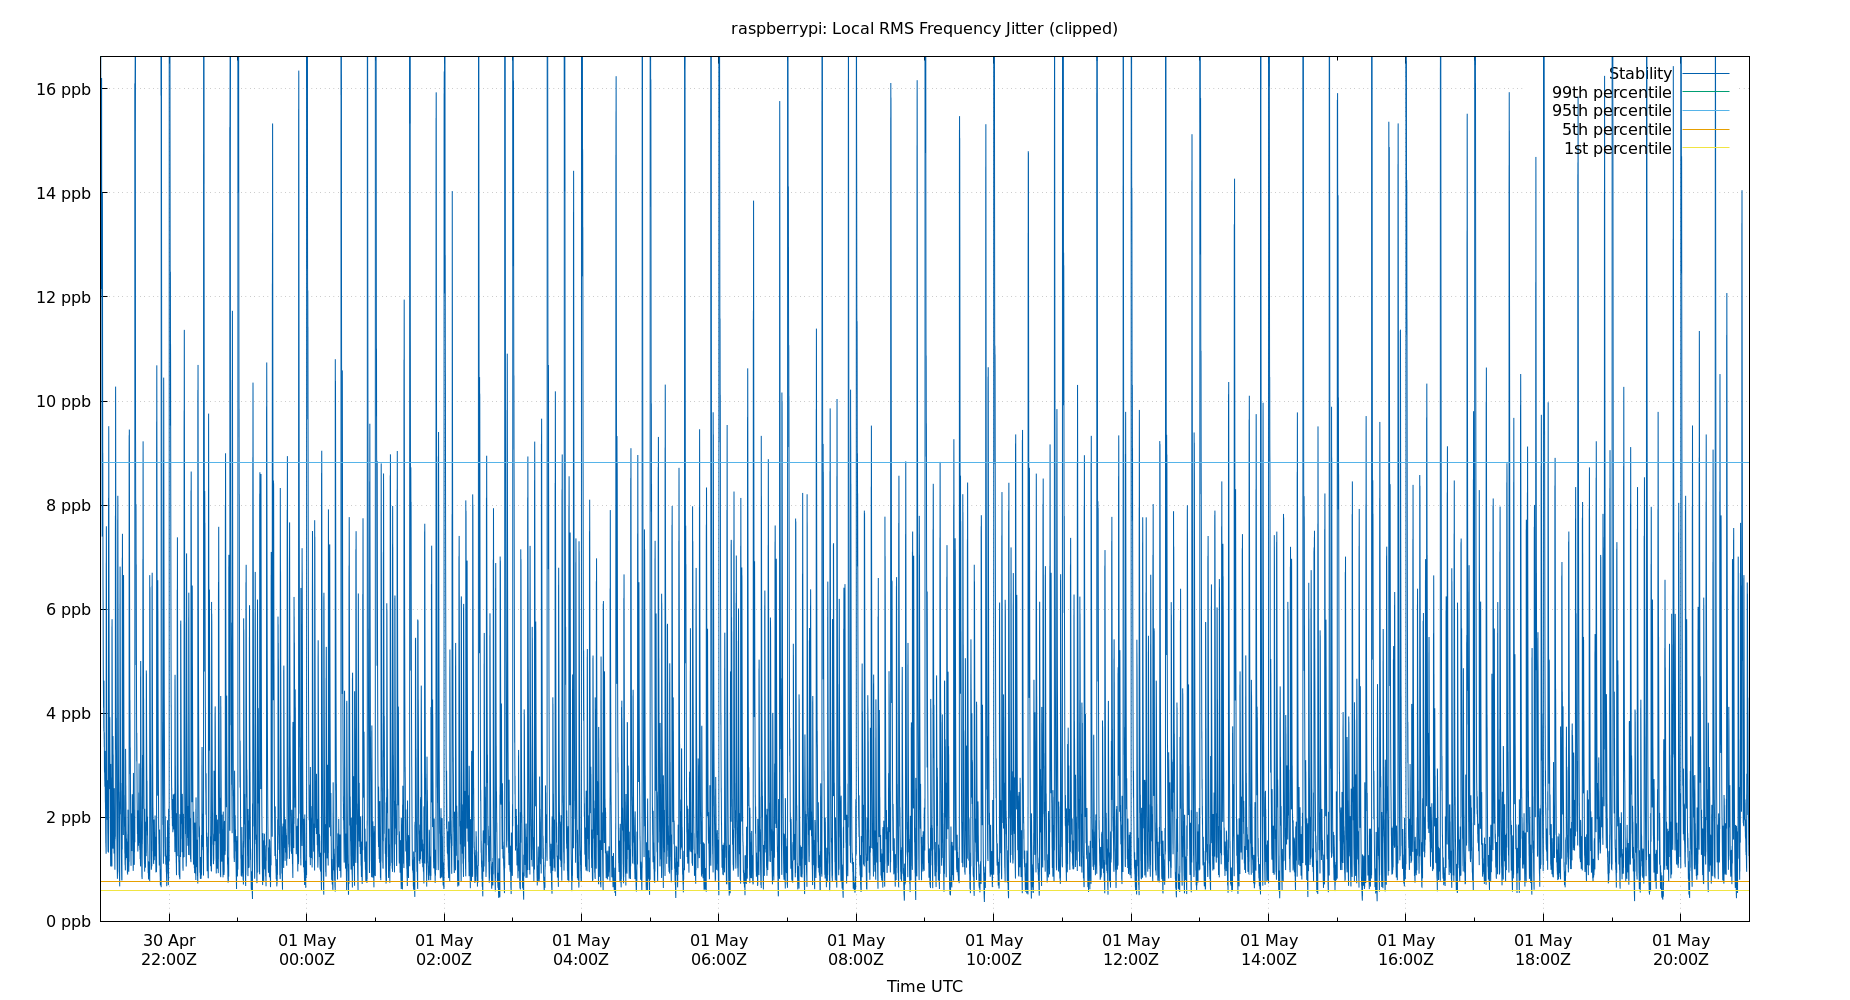 raspberrypi: Local RMS Frequency Jitter (clipped)
16 ppb
14 ppb
12 ppb
10 ppb
8 ppb
6 ppb
4 ppb
2 ppb
0 ppb
Stability
99th percentile
95th percentile
5th percentile
1st percentile
30 Apr 01 May 01 May 01 May 01 May 01 May 01 May 01 May 01 May 01 May 01 May 01 May
22:00Z 00:00Z 02:00Z 04:00Z 06:00Z 08:00Z 10:00Z 12:00Z 14:00Z 16:00Z 18:00Z 20:00Z
Time UTC